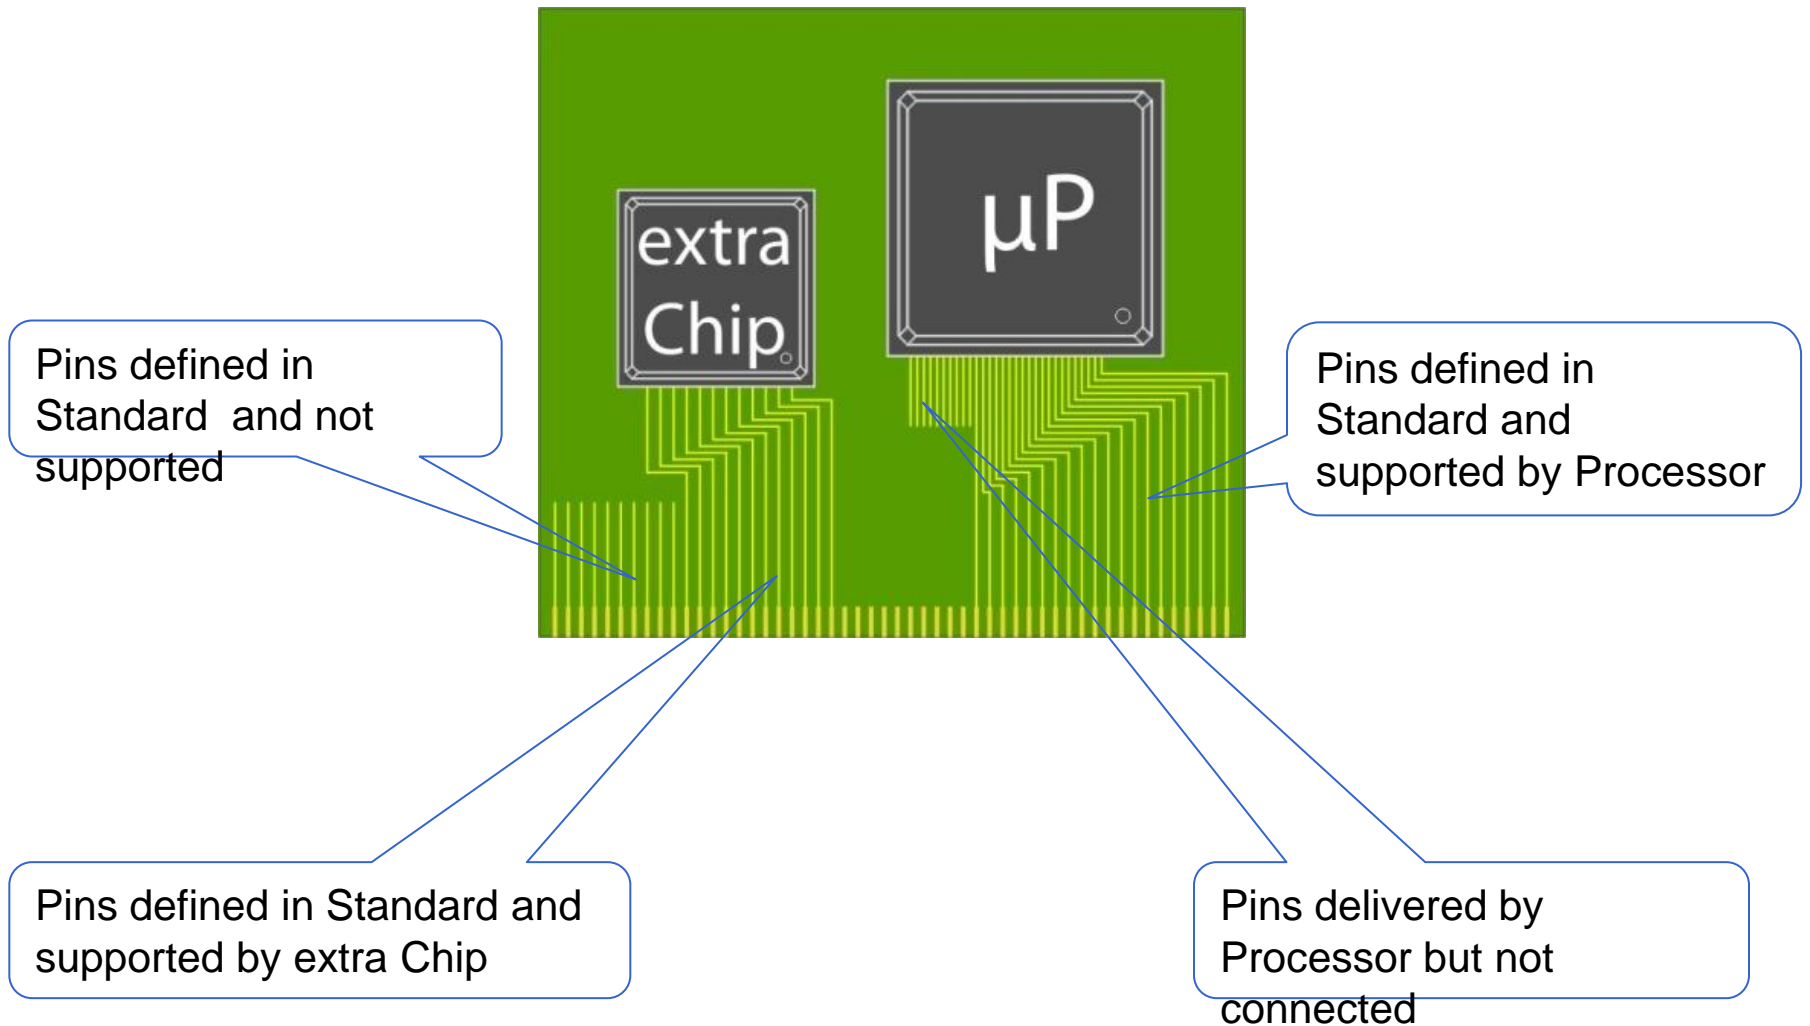 extra
Chip
µP
Pins defined in
Standard  and not
supported
Pins defined in
Standard and
supported by Processor
Pins defined in Standard and
supported by extra Chip
Pins delivered by
Processor but not
connected